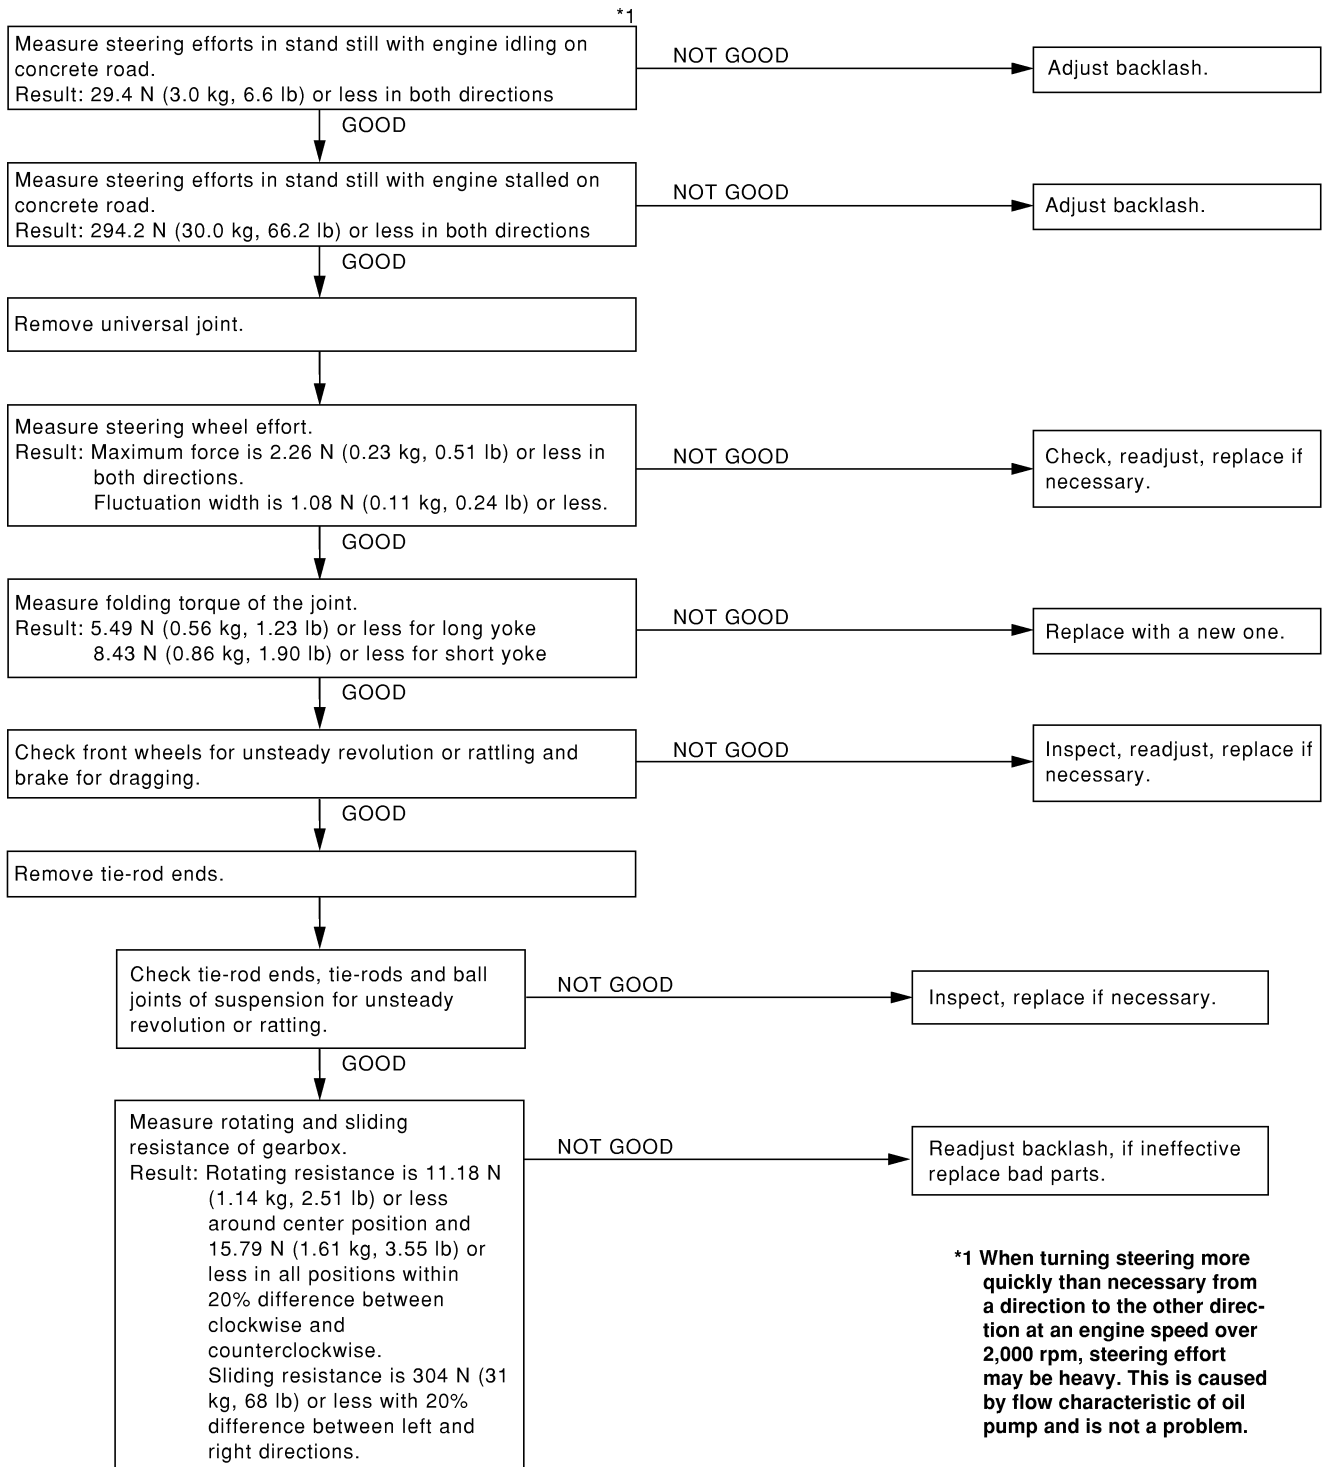 *1
Measure steering efforts in stand still with engine idling on
concrete road.
Result: 29.4 N (3.0 kg, 6.6 lb) or less in both directions
NOT GOOD
Adjust backlash.
GOOD
Measure steering efforts in stand still with engine stalled on
concrete road.
Result: 294.2 N (30.0 kg, 66.2 lb) or less in both directions
NOT GOOD
Adjust backlash.
GOOD
Remove universal joint.
Measure steering wheel effort.
Result: Maximum force is 2.26 N (0.23 kg, 0.51 lb) or less in
both directions.
Fluctuation width is 1.08 N (0.11 kg, 0.24 lb) or less.
NOT GOOD
Check, readjust, replace if
necessary.
GOOD
Measure folding torque of the joint.
Result: 5.49 N (0.56 kg, 1.23 lb) or less for long yoke
8.43 N (0.86 kg, 1.90 lb) or less for short yoke
NOT GOOD
Replace with a new one.
GOOD
Check front wheels for unsteady revolution or rattling and
brake for dragging.
NOT GOOD
Inspect, readjust, replace if
necessary.
GOOD
Remove tie-rod ends.
Check tie-rod ends, tie-rods and ball
joints of suspension for unsteady
revolution or ratting.
NOT GOOD
Inspect, replace if necessary.
GOOD
Measure rotating and sliding
resistance of gearbox.
Result: Rotating resistance is 11.18 N
(1.14 kg, 2.51 lb) or less
around center position and
15.79 N (1.61 kg, 3.55 lb) or
less in all positions within
20% difference between
clockwise and
counterclockwise.
Sliding resistance is 304 N (31
kg, 68 lb) or less with 20%
difference between left and
right directions.
NOT GOOD
Readjust backlash, if ineffective
replace bad parts.
*1 When turning steering more
quickly than necessary from
a direction to the other direc-
tion at an engine speed over
2,000 rpm, steering effort
may be heavy. This is caused
by flow characteristic of oil
pump and is not a problem.